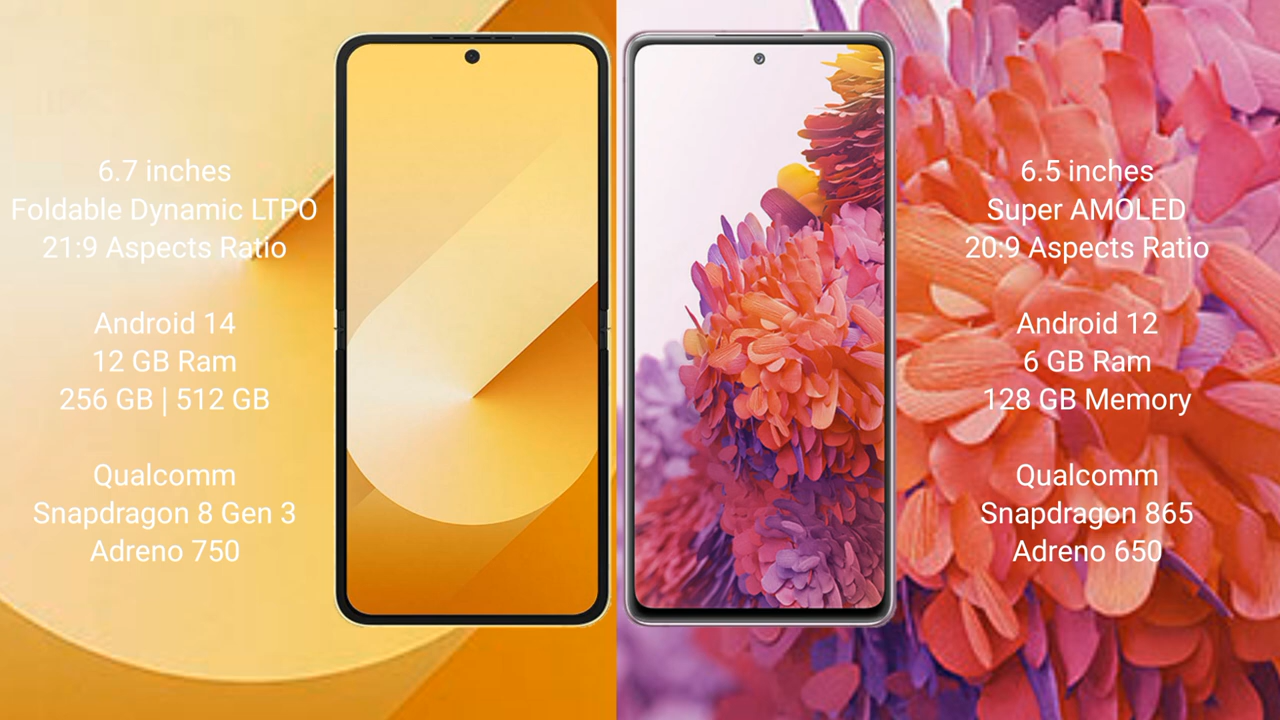 6.7 inches
Foldable Dynamic LTPO
21:9 Aspects Ratio
Android 14
12 GB Ram
256 GB | 512 GB
Qualcomm
Snapdragon 8 Gen 3
Adreno 750
6.5 inches
Super AMOLED
20:9 Aspects Ratio
Android 12
6 GB Ram
128 GB Memory
Qualcomm
Snapdragon 865
Adreno 650